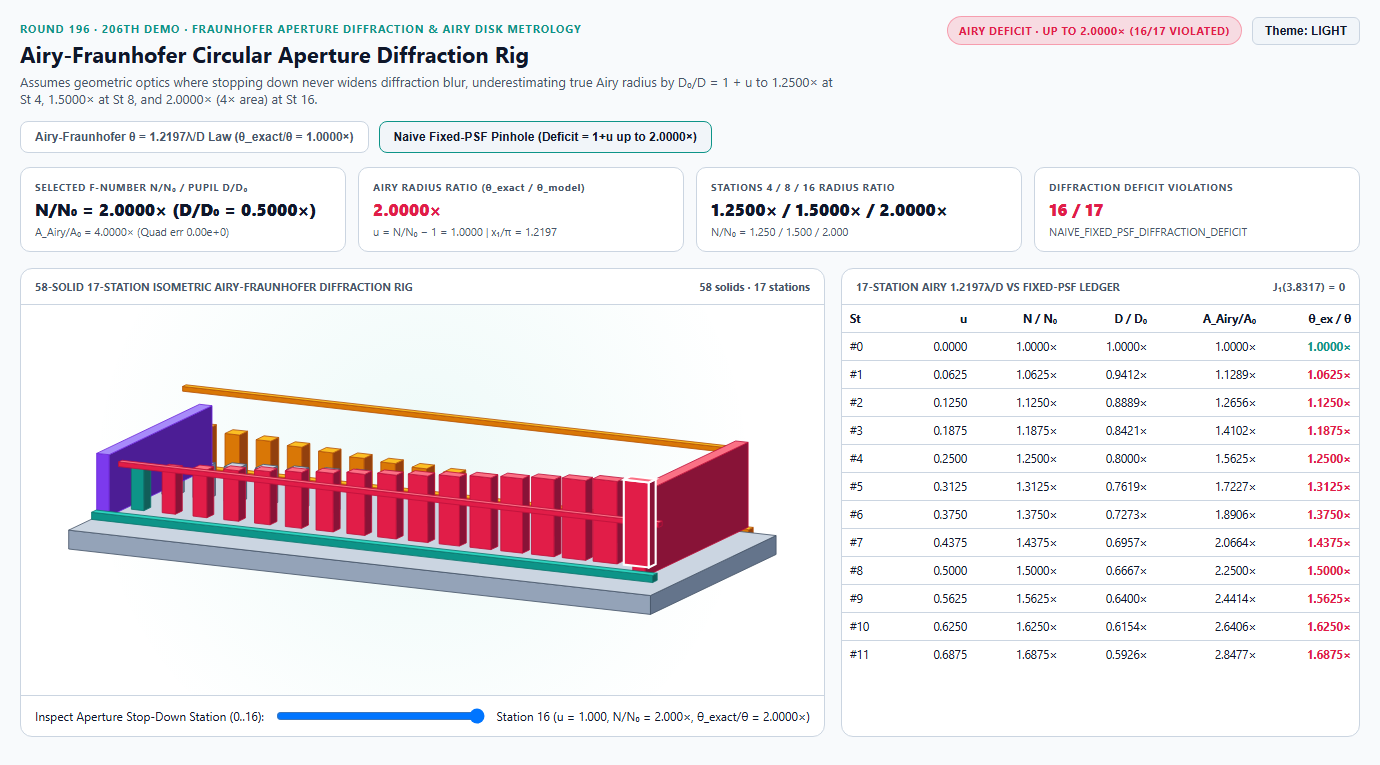 ROUND 196 · 206TH DEMO · FRAUNHOFER APERTURE DIFFRACTION & AIRY DISK METROLOGY
Airy-Fraunhofer Circular Aperture Diffraction Rig
Assumes geometric optics where stopping down never widens diffraction blur, underestimating true Airy radius by D₀/D = 1 + u to 1.2500× at
St 4, 1.5000× at St 8, and 2.0000× (4× area) at St 16.
AIRY DEFICIT · UP TO 2.0000× (16/17 VIOLATED)
Theme: LIGHT
Airy-Fraunhofer θ = 1.2197λ/D Law (θ_exact/θ = 1.0000×)
Naive Fixed-PSF Pinhole (Deficit = 1+u up to 2.0000×)
SELECTED F-NUMBER N/N₀ / PUPIL D/D₀
N/N₀ = 2.0000× (D/D₀ = 0.5000×)
A_Airy/A₀ = 4.0000× (Quad err 0.00e+0)
AIRY RADIUS RATIO (θ_exact / θ_model)
2.0000×
u = N/N₀ − 1 = 1.0000 | x₁/π = 1.2197
STATIONS 4 / 8 / 16 RADIUS RATIO
1.2500× / 1.5000× / 2.0000×
N/N₀ = 1.250 / 1.500 / 2.000
DIFFRACTION DEFICIT VIOLATIONS
16 / 17
NAIVE_FIXED_PSF_DIFFRACTION_DEFICIT
58-SOLID 17-STATION ISOMETRIC AIRY-FRAUNHOFER DIFFRACTION RIG
58 solids · 17 stations
Inspect Aperture Stop-Down Station (0..16):
Station 16 (u = 1.000, N/N₀ = 2.000×, θ_exact/θ = 2.0000×)
17-STATION AIRY 1.2197λ/D VS FIXED-PSF LEDGER
J₁(3.8317) = 0
St u N / N₀ D / D₀ A_Airy/A₀ θ_ex / θ
#0 0.0000 1.0000× 1.0000× 1.0000× 1.0000×
#1 0.0625 1.0625× 0.9412× 1.1289× 1.0625×
#2 0.1250 1.1250× 0.8889× 1.2656× 1.1250×
#3 0.1875 1.1875× 0.8421× 1.4102× 1.1875×
#4 0.2500 1.2500× 0.8000× 1.5625× 1.2500×
#5 0.3125 1.3125× 0.7619× 1.7227× 1.3125×
#6 0.3750 1.3750× 0.7273× 1.8906× 1.3750×
#7 0.4375 1.4375× 0.6957× 2.0664× 1.4375×
#8 0.5000 1.5000× 0.6667× 2.2500× 1.5000×
#9 0.5625 1.5625× 0.6400× 2.4414× 1.5625×
#10 0.6250 1.6250× 0.6154× 2.6406× 1.6250×
#11 0.6875 1.6875× 0.5926× 2.8477× 1.6875×